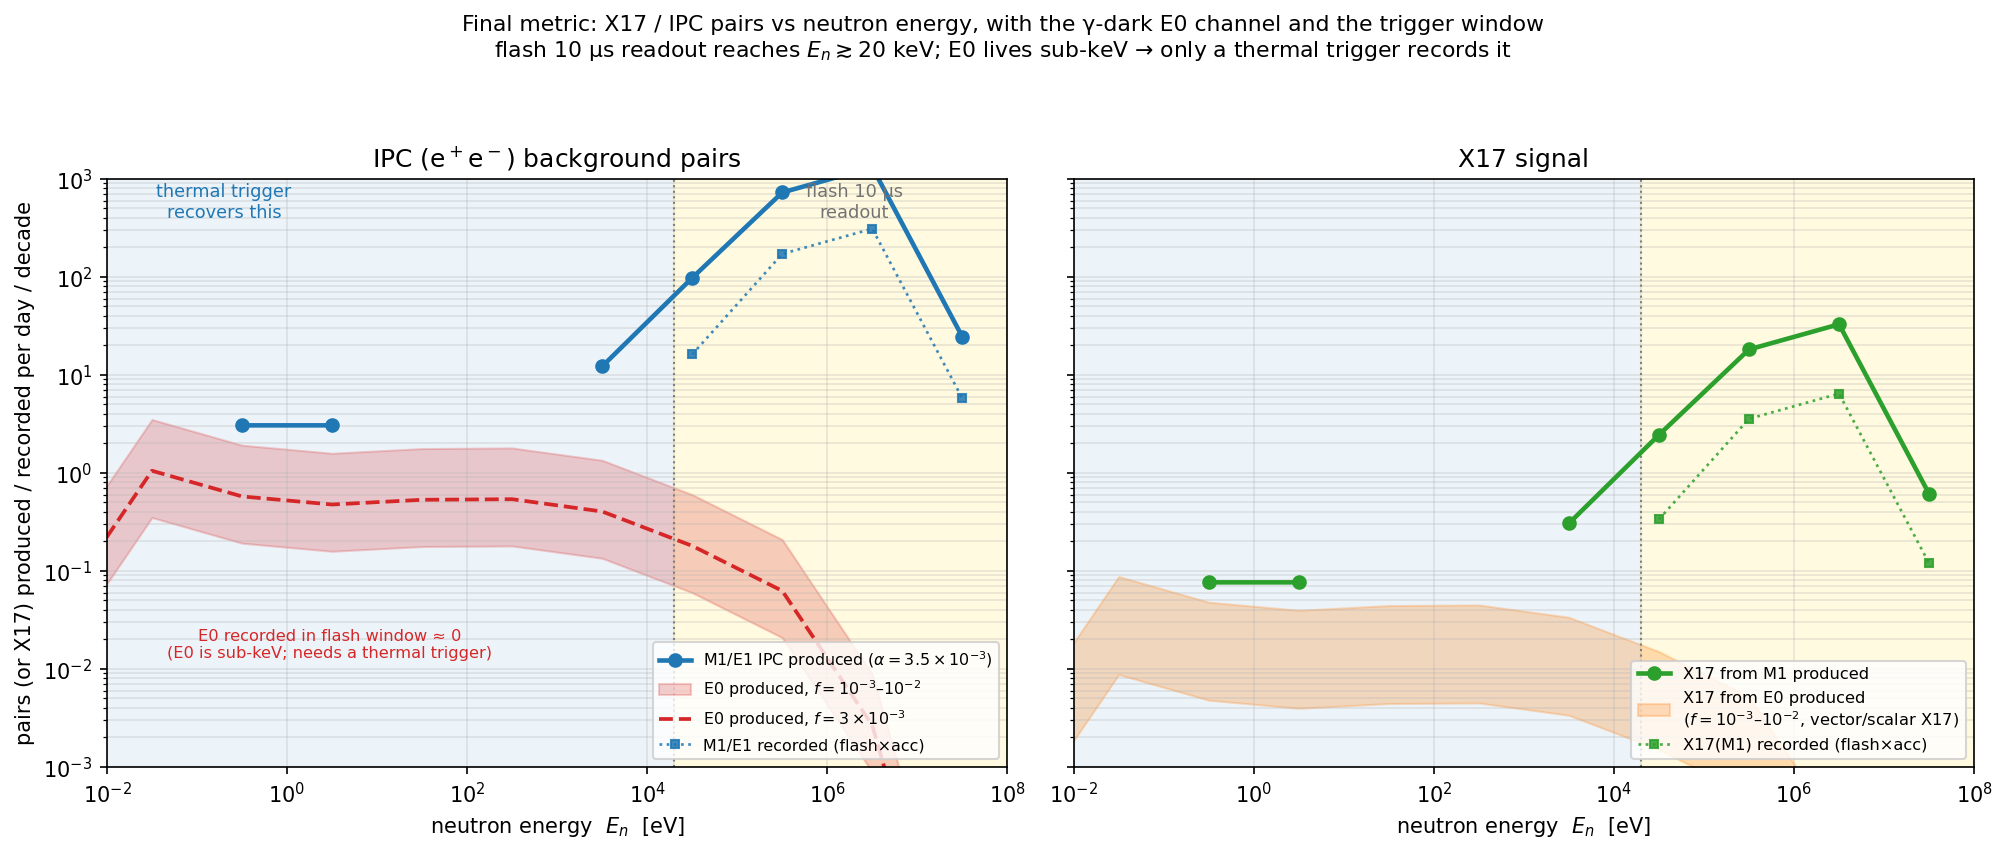 Final metric: X17 / IPC pairs vs neutron energy, with the γ-dark E0 channel and the trigger window
flash 10 μs readout reaches Eₙ ≳ 20 keV; E0 lives sub-keV → only a thermal trigger records it
IPC (e⁺e⁻) background pairs
thermal trigger
recovers this
flash 10 μs
readout
E0 recorded in flash window ≈ 0
(E0 is sub-keV; needs a thermal trigger)
M1/E1 IPC produced (α = 3.5 × 10⁻³)
E0 produced, f = 10⁻³–10⁻²
E0 produced, f = 3 × 10⁻³
M1/E1 recorded (flash×acc)
pairs (or X17) produced / recorded per day / decade
10³
10²
10¹
10⁰
10⁻¹
10⁻²
10⁻³
10⁻² 10⁰ 10² 10⁴ 10⁶ 10⁸
neutron energy Eₙ [eV]
X17 signal
X17 from M1 produced
X17 from E0 produced
(f = 10⁻³–10⁻², vector/scalar X17)
X17(M1) recorded (flash×acc)
10⁻² 10⁰ 10² 10⁴ 10⁶ 10⁸
neutron energy Eₙ [eV]